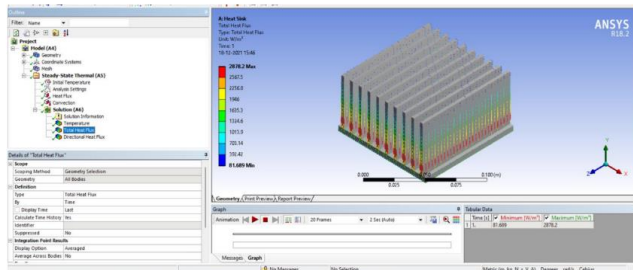 Outline
Filter: Name
Project
Model (A4)
Geometry
Coordinate Systems
Mesh
Steady-State Thermal (A5)
Initial Temperature
Analysis Settings
Heat Flux
Convection
Solution (A6)
Solution Information
Temperature
Total Heat Flux
Directional Heat Flux
Details of "Total Heat Flux"
Scope
Scoping Method Geometry Selection
Geometry All Bodies
Definition
Type Total Heat Flux
By Time
Display Time Last
Calculate Time History Yes
Identifier
Suppressed No
Integration Point Results
Display Option Averaged
Average Across Bodies No
A: Heat Sink
Total Heat Flux
Type: Total Heat Flux
Unit: W/m²
Time: 1
2878.2 Max
1013.9
703.14
392.42
81.689 Min
ANSYS
R18.2
0.000
0.025
0.075
0.100 (m)
Y
X
Geometry Print Preview Report Preview
Graph
Animation 20 Frames 2 Sec (Auto)
Messages Graph
Tabular Data
Time [s] Minimum [W/m²] Maximum [W/m²]
1 1. 81.689 2878.2
No Messages No Selection